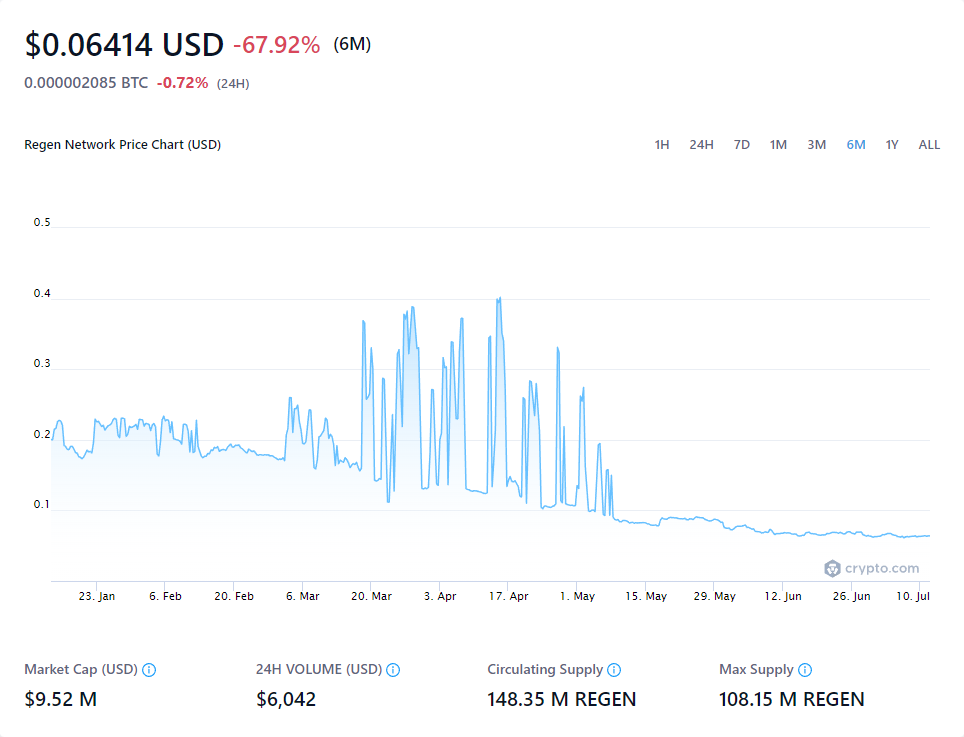 $0.06414 USD -67.92% (6M)
0.000002085 BTC -0.72% (24H)
Regen Network Price Chart (USD) 1H 24H 7D 1M 3M 6M 1Y ALL
0.5
0.4
0.3
0.2
0.1
crypto.com
23. Jan 6. Feb 20. Feb 6. Mar 20. Mar 3. Apr 17. Apr 1. May 15. May 29. May 12. Jun 26. Jun 10. Jul
Market Cap (USD) 24H VOLUME (USD) Circulating Supply Max Supply
$9.52 M $6,042 148.35 M REGEN 108.15 M REGEN